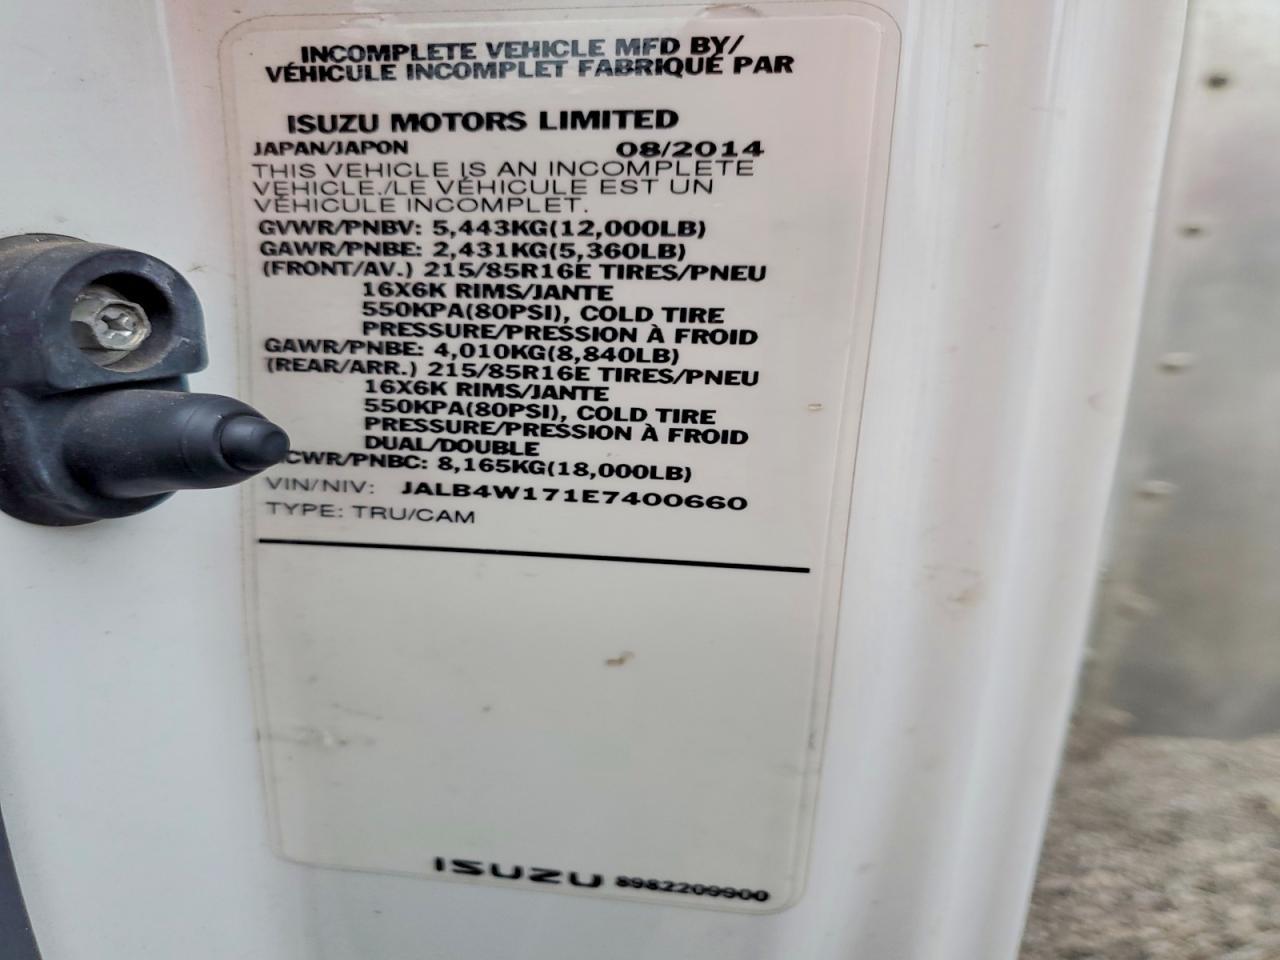 INCOMPLETE VEHICLE MFD BY/
VÉHICULE INCOMPLET FABRIQUÉ PAR
ISUZU MOTORS LIMITED
JAPAN/JAPON 08/2014
THIS VEHICLE IS AN INCOMPLETE
VEHICLE./LE VÉHICULE EST UN
VÉHICULE INCOMPLET.
GVWR/PNBV: 5,443KG(12,000LB)
GAWR/PNBE: 2,431KG(5,360LB)
(FRONT/AV.) 215/85R16E TIRES/PNEU
16X6K RIMS/JANTE
550KPA(80PSI), COLD TIRE
PRESSURE/PRESSION À FROID
GAWR/PNBE: 4,010KG(8,840LB)
(REAR/ARR.) 215/85R16E TIRES/PNEU
16X6K RIMS/JANTE
550KPA(80PSI), COLD TIRE
PRESSURE/PRESSION À FROID
DUAL/DOUBLE
CWR/PNBC: 8,165KG(18,000LB)
VIN/NIV: JALB4W171E7400660
TYPE: TRU/CAM
ISUZU 8982209900